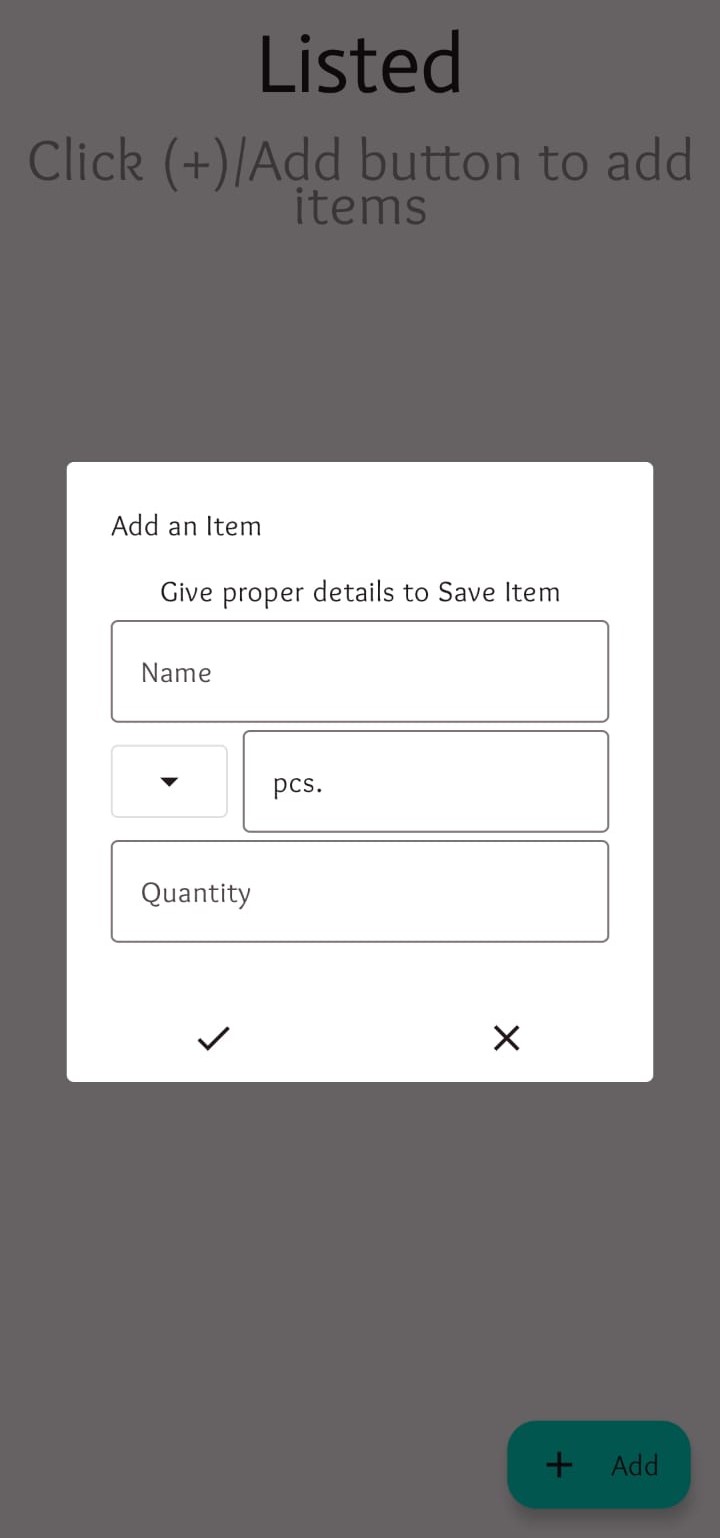 Listed
Click (+)/Add button to add
items
Add an Item
Give proper details to Save Item
Name
pcs.
Quantity
Add